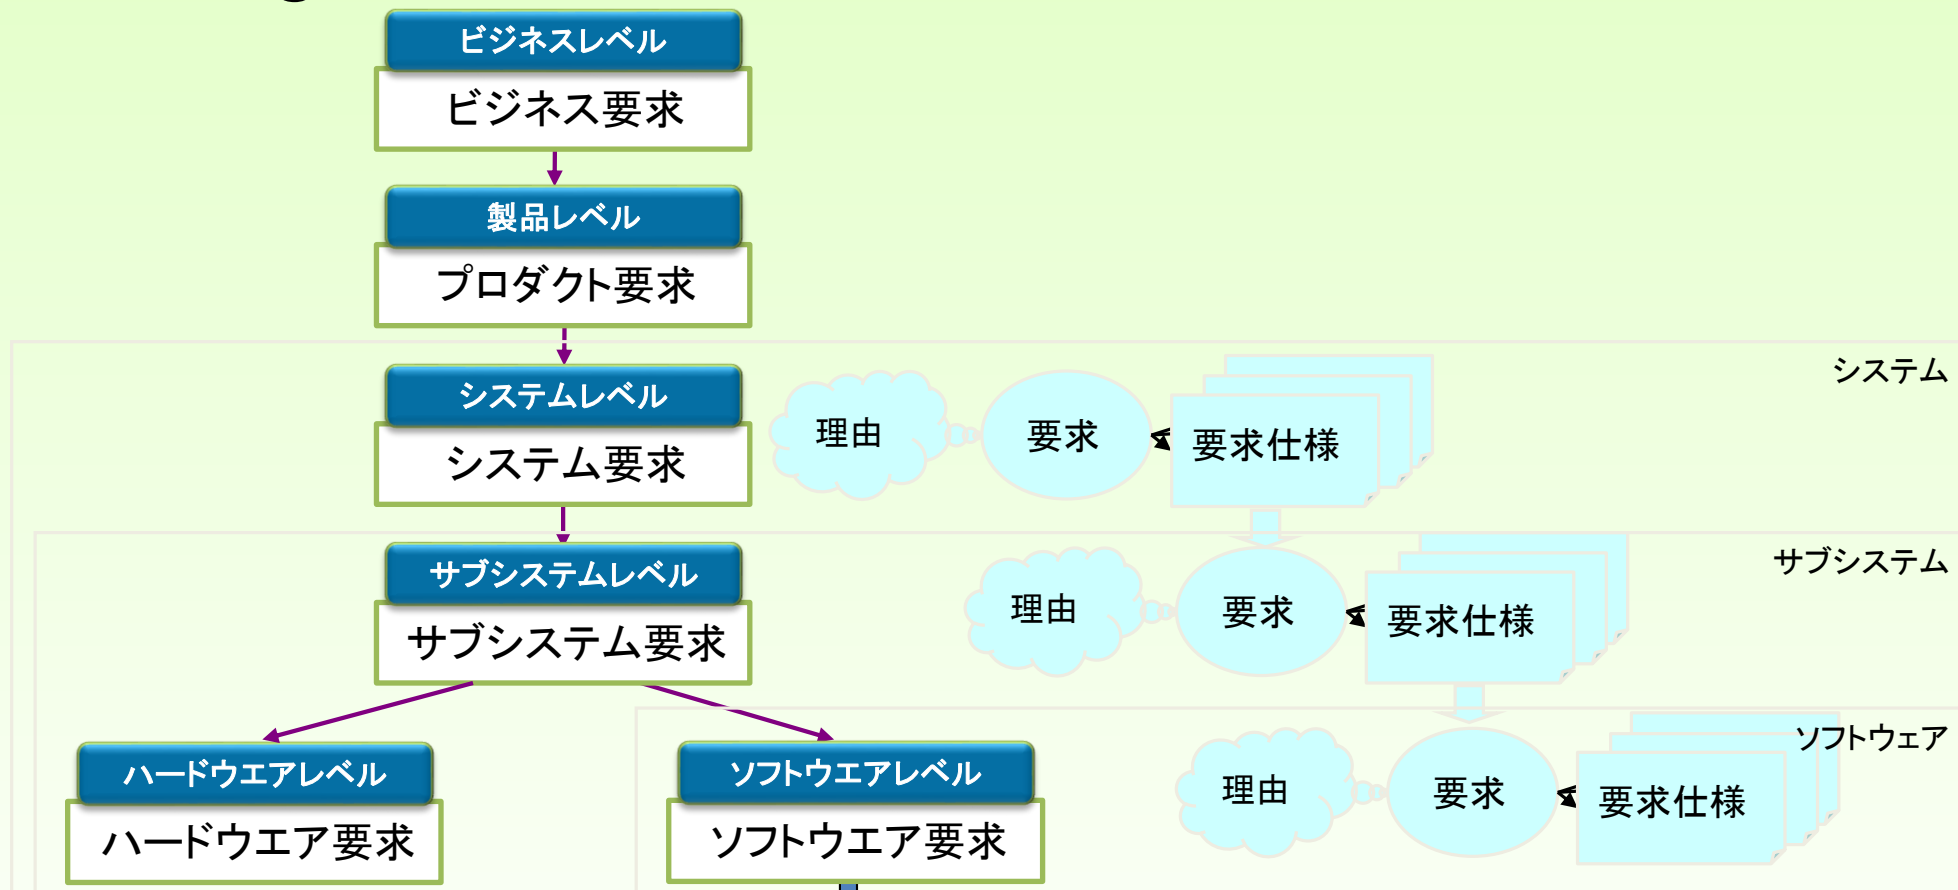 ビジネスレベル
ビジネス要求
製品レベル
プロダクト要求
システム
システムレベル
システム要求
理由
要求
要求仕様
サブシステム
サブシステムレベル
サブシステム要求
理由
要求
要求仕様
ソフトウェア
ハードウエアレベル
ハードウエア要求
ソフトウエアレベル
ソフトウエア要求
理由
要求
要求仕様